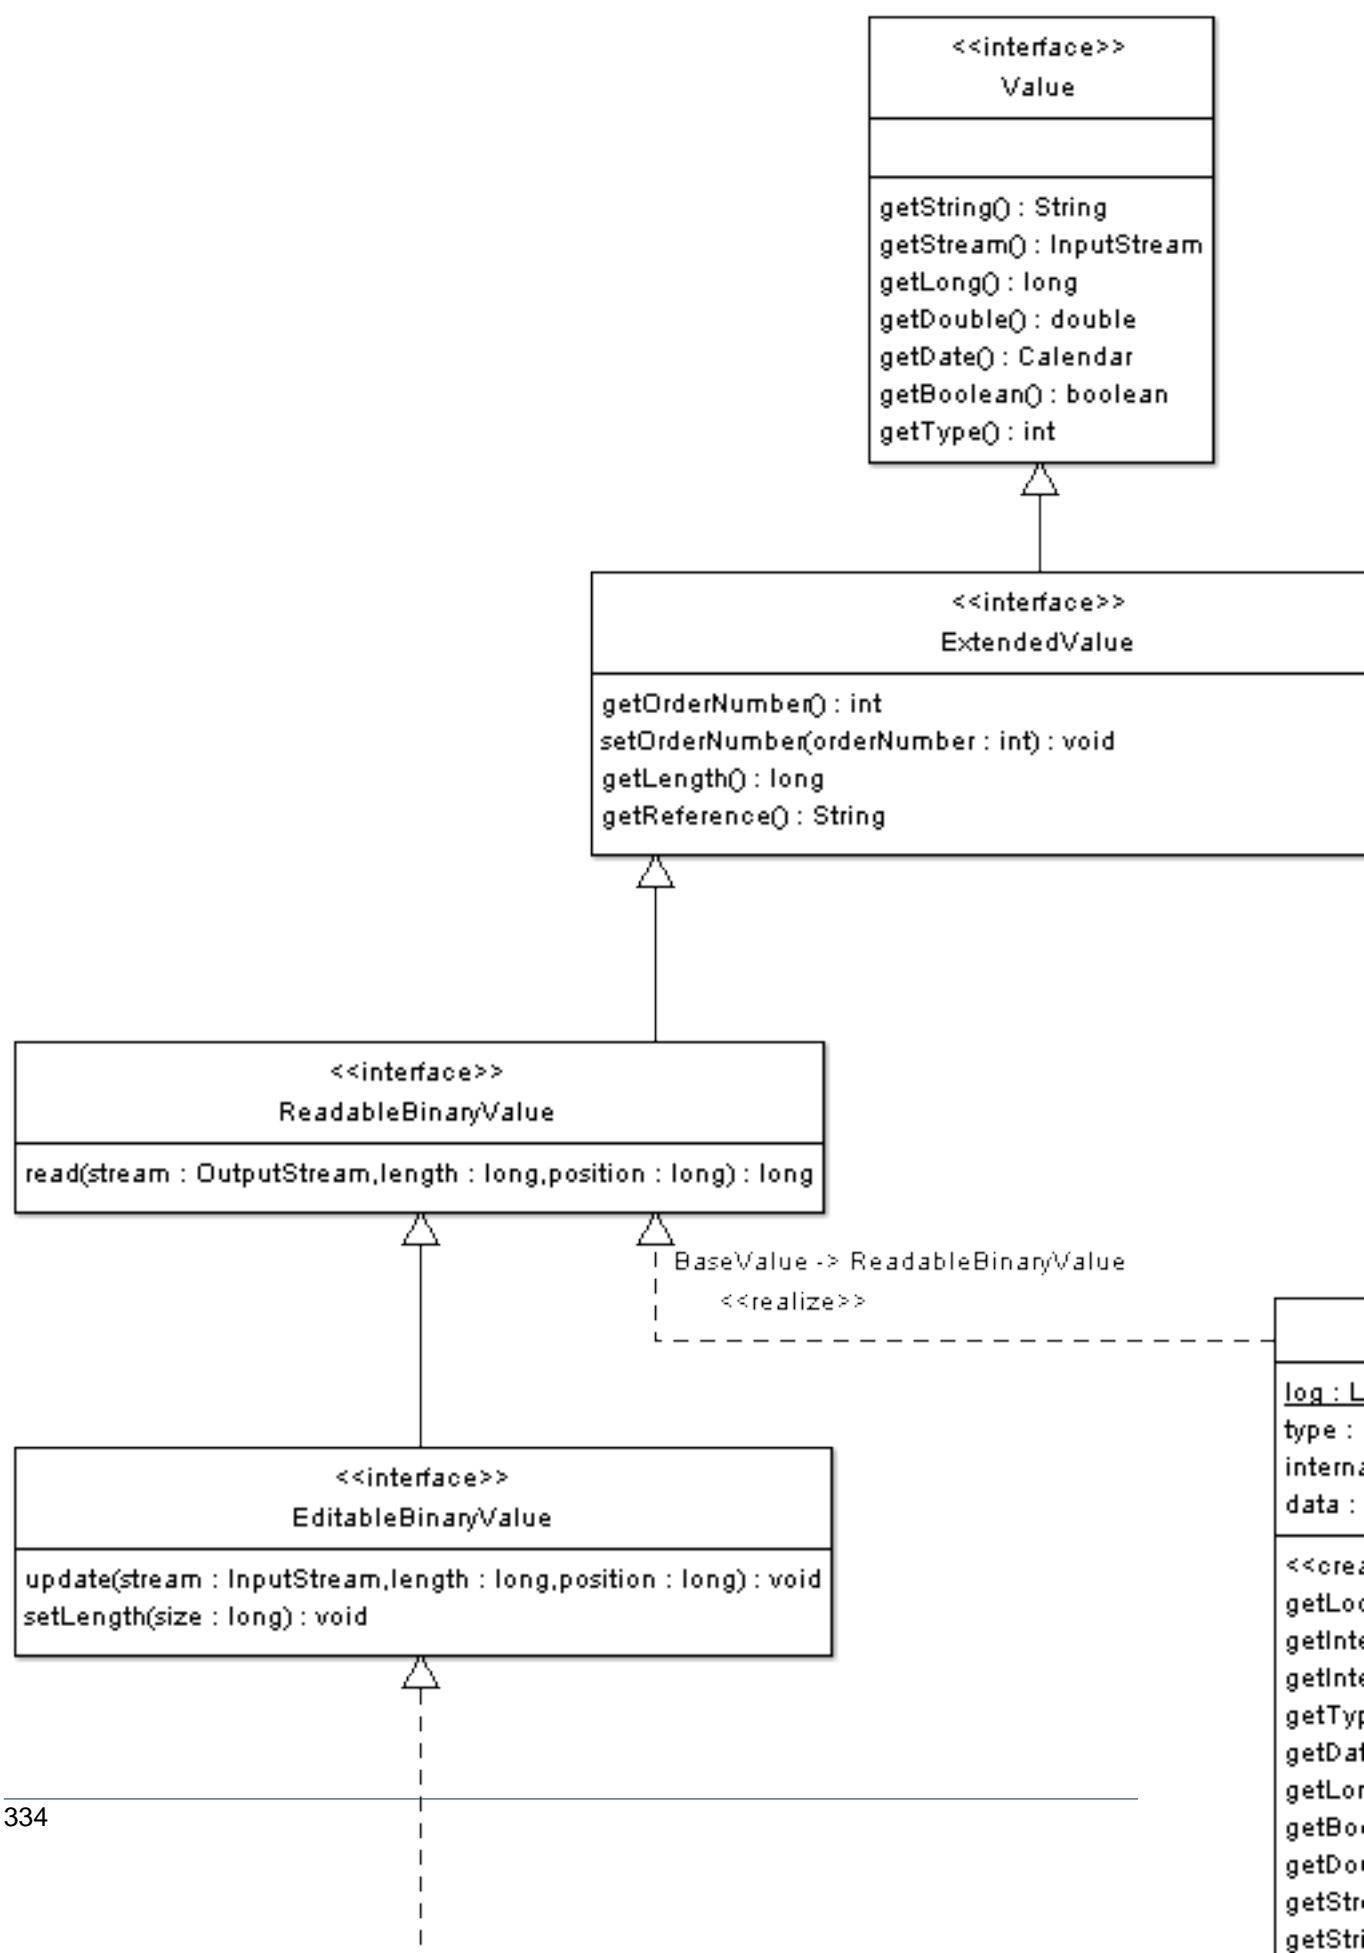 <<interface>>
Value
getString() : String
getStream() : InputStream
getLong() : long
getDouble() : double
getDate() : Calendar
getBoolean() : boolean
getType() : int
<<interface>>
ExtendedValue
getOrderNumber() : int
setOrderNumber(orderNumber : int) : void
getLength() : long
getReference() : String
<<interface>>
ReadableBinaryValue
read(stream : OutputStream,length : long,position : long) : long
BaseValue -> ReadableBinaryValue
<<realize>>
<<interface>>
EditableBinaryValue
update(stream : InputStream,length : long,position : long) : void
setLength(size : long) : void
log :
type :
data :
334